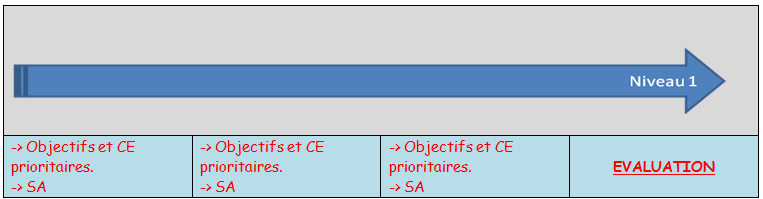 Niveau 1
-> Objectifs et CE
prioritaires.
-> SA
-> Objectifs et CE
prioritaires.
-> SA
-> Objectifs et CE
prioritaires.
-> SA
EVALUATION